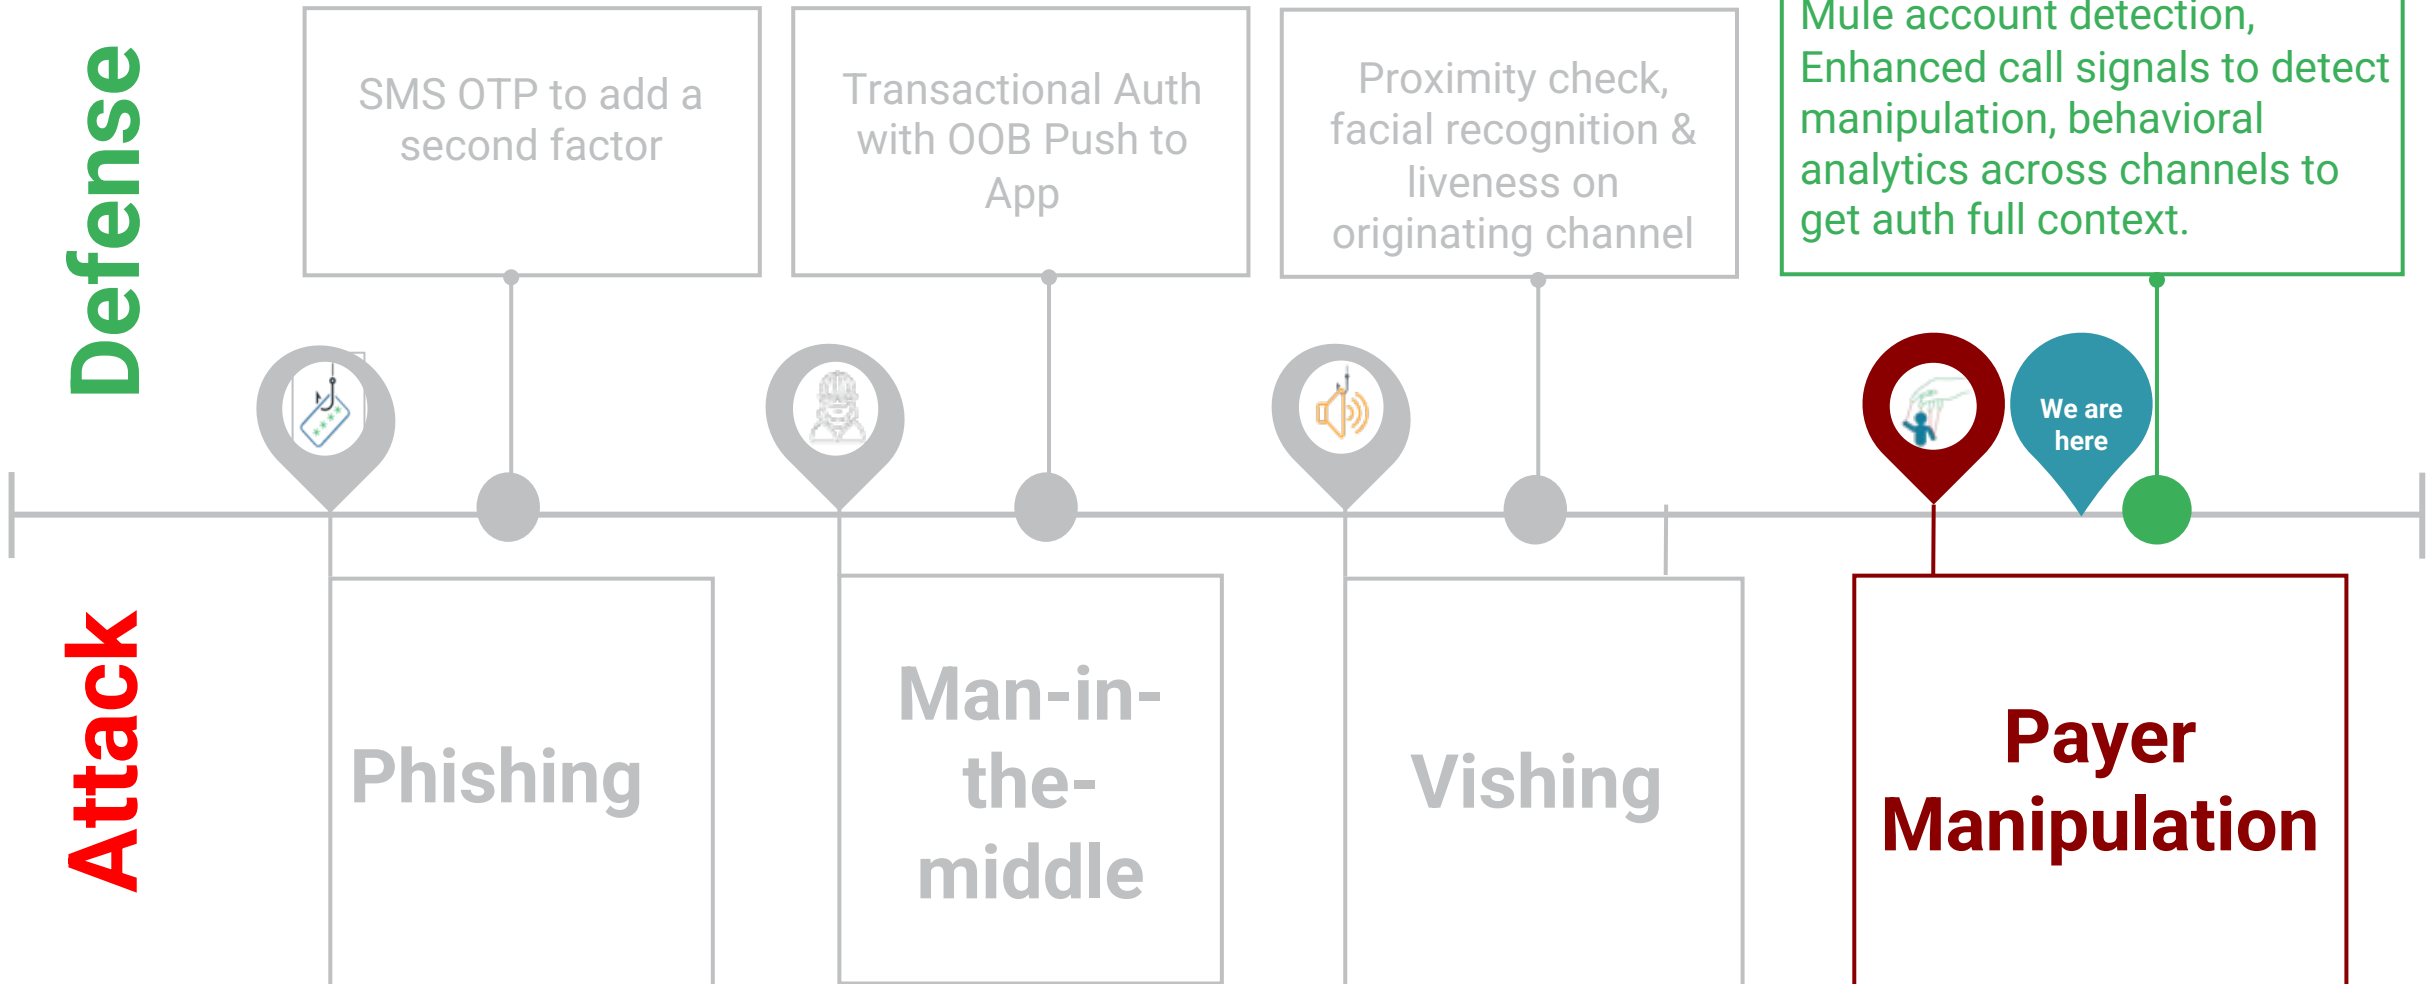 Defense
SMS OTP to add a
second factor
Transactional Auth
with OOB Push to
App
Proximity check,
facial recognition &
liveness on
originating channel
Mule account detection,
Enhanced call signals to detect
manipulation, behavioral
analytics across channels to
get auth full context.
****
We are
here
Attack
Phishing
Man-in-
the-
middle
Vishing
Payer
Manipulation